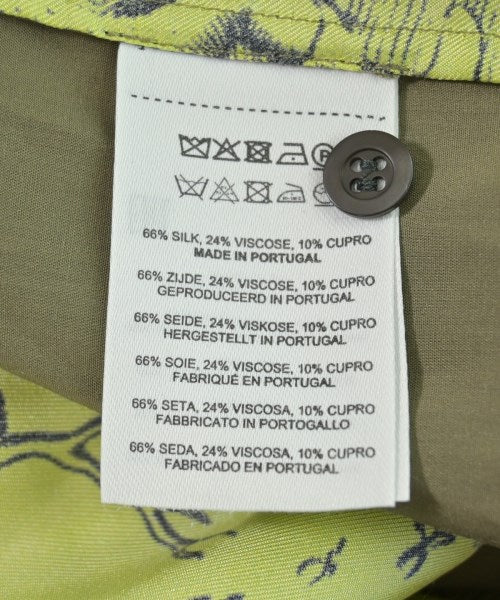 66% SILK, 24% VISCOSE, 10% CUPRO
MADE IN PORTUGAL
66% ZIJDE, 24% VISCOSE, 10% CUPRO
GEPRODUCEERD IN PORTUGAL
66% SEIDE, 24% VISKOSE, 10% CUPRO
HERGESTELLT IN PORTUGAL
66% SOIE, 24% VISCOSE, 10% CUPRO
FABRIQUÉ EN PORTUGAL
66% SETA, 24% VISCOSA, 10% CUPRO
FABBRICATO IN PORTOGALLO
66% SEDA, 24% VISCOSA, 10% CUPRO
FABRICADO EN PORTUGAL